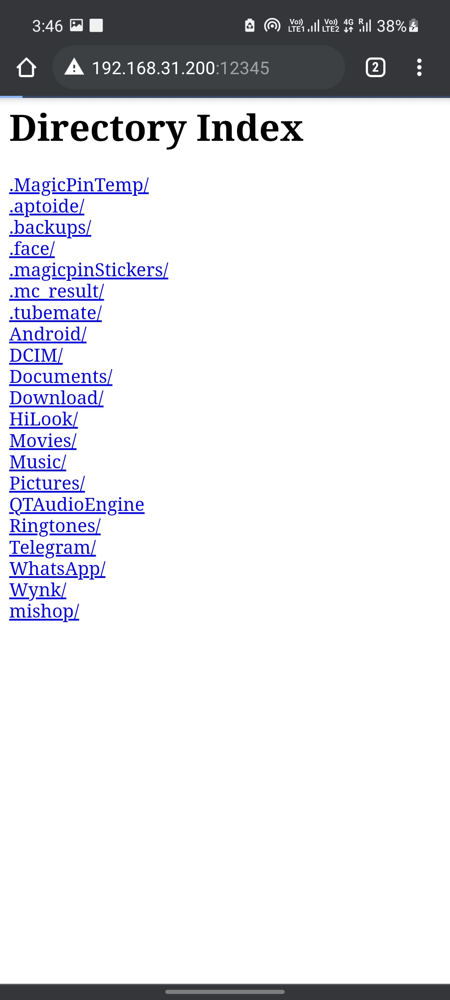 3:46 Vo)) LTE1 Vo)) LTE2 4G R 38%
192.168.31.200:12345 2
Directory Index
.MagicPinTemp/
.aptoide/
.backups/
.face/
.magicpinStickers/
.mc_result/
.tubemate/
Android/
DCIM/
Documents/
Download/
HiLook/
Movies/
Music/
Pictures/
QTAudioEngine
Ringtones/
Telegram/
WhatsApp/
Wynk/
mishop/